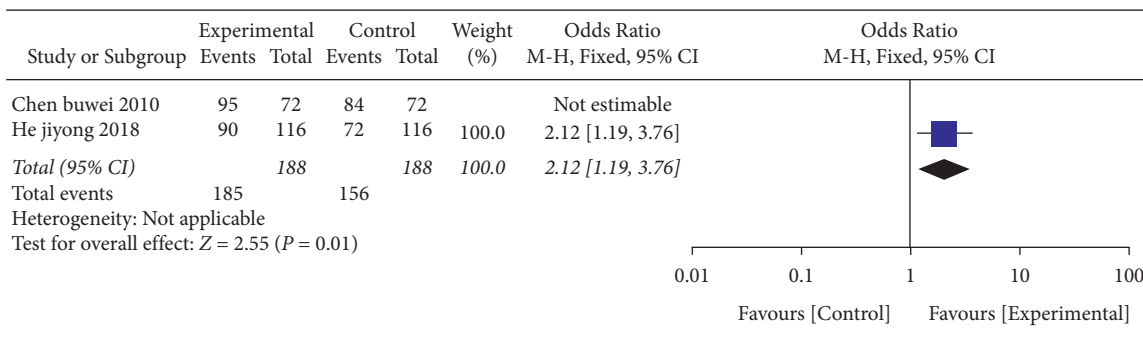 Experimental Control Weight Odds Ratio Odds Ratio
Study or Subgroup Events Total Events Total (%) M-H, Fixed, 95% CI M-H, Fixed, 95% CI
Chen buwei 2010 95 72 84 72 Not estimable
He jiyong 2018 90 116 72 116 100.0 2.12 [1.19, 3.76]
Total (95% CI) 188 188 100.0 2.12 [1.19, 3.76]
Total events 185 156
Heterogeneity: Not applicable
Test for overall effect: Z = 2.55 (P = 0.01)
0.01 0.1 1 10 100
Favours [Control] Favours [Experimental]